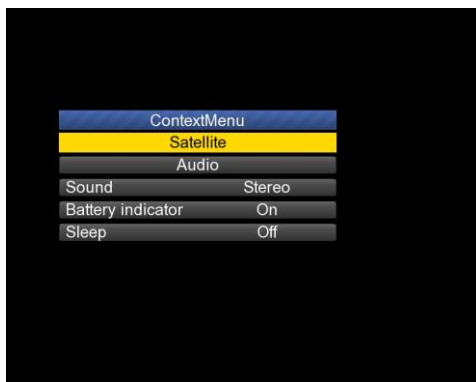 ContextMenu
Satellite
Audio
Sound Stereo
Battery indicator On
Sleep Off